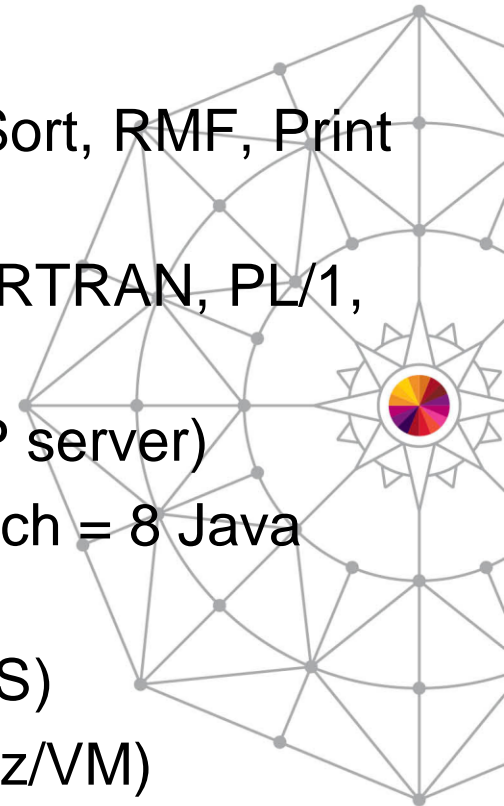 Sort, RMF, Print
RTRAN, PL/1,
P server)
ch = 8 Java
S)
z/VM)